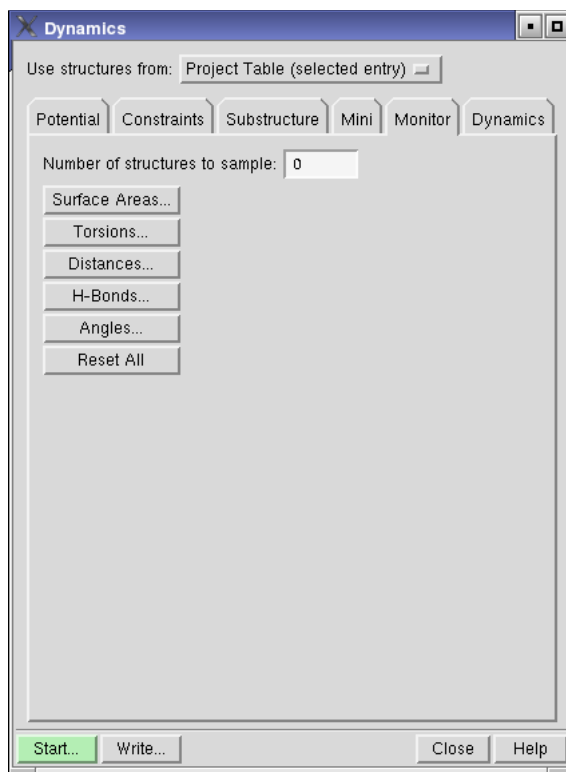 Dynamics
Use structures from: Project Table (selected entry)
Potential Constraints Substructure Mini Monitor Dynamics
Number of structures to sample: 0
Surface Areas...
Torsions...
Distances...
H-Bonds...
Angles...
Reset All
Start... Write... Close Help